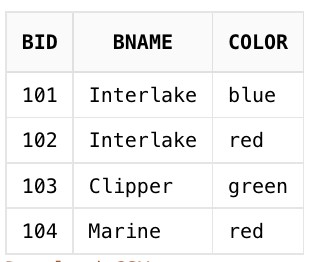 BID BNAME COLOR
101 Interlake blue
102 Interlake red
103 Clipper green
104 Marine red